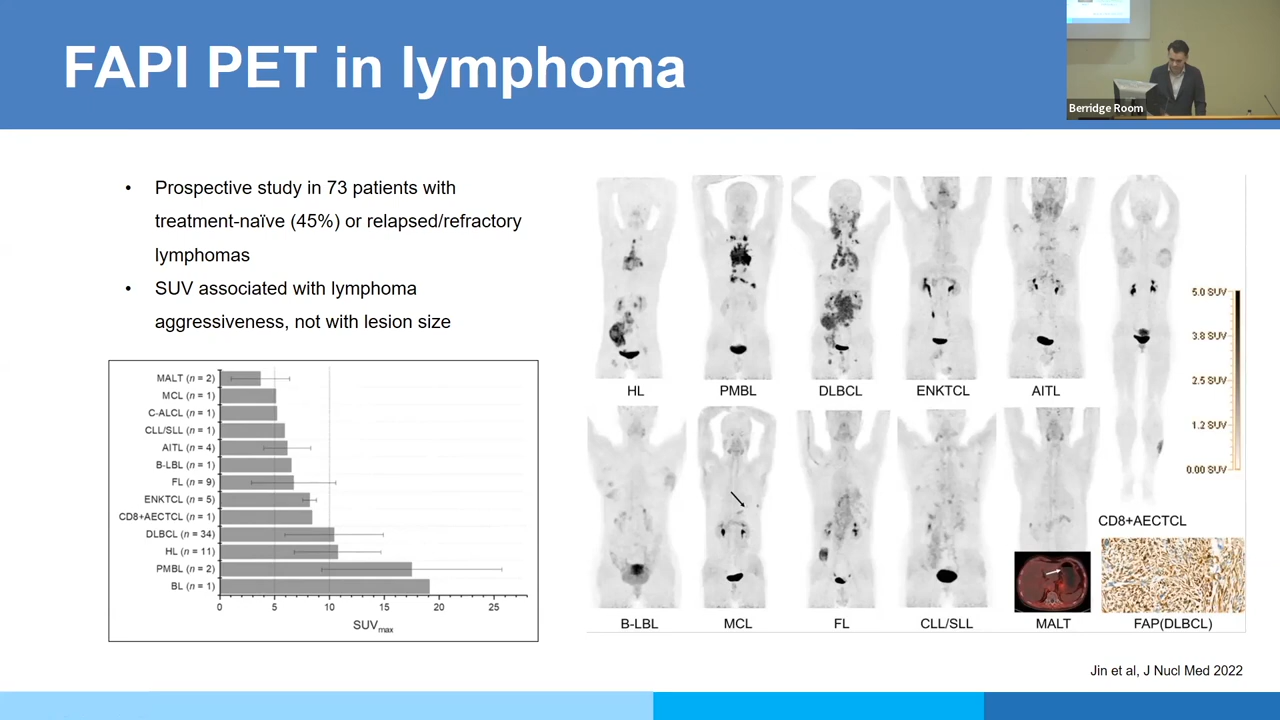 FAPI PET in lymphoma
Berridge Room
• Prospective study in 73 patients with
treatment-naïve (45%) or relapsed/refractory
lymphomas
• SUV associated with lymphoma
aggressiveness, not with lesion size
MALT (n = 2)
MCL (n = 1)
C-ALCL (n = 1)
CLL/SLL (n = 1)
AITL (n = 4)
B-LBL (n = 1)
FL (n = 9)
ENKTCL (n = 5)
CD8+AECTCL (n = 1)
DLBCL (n = 34)
HL (n = 11)
PMBL (n = 2)
BL (n = 1)
0 5 10 15 20 25
SUVmax
HL PMBL DLBCL ENKTCL AITL
5.0 SUV
3.8 SUV
2.5 SUV
1.2 SUV
0.00 SUV
CD8+AECTCL
B-LBL MCL FL CLL/SLL MALT FAP(DLBCL)
Jin et al, J Nucl Med 2022